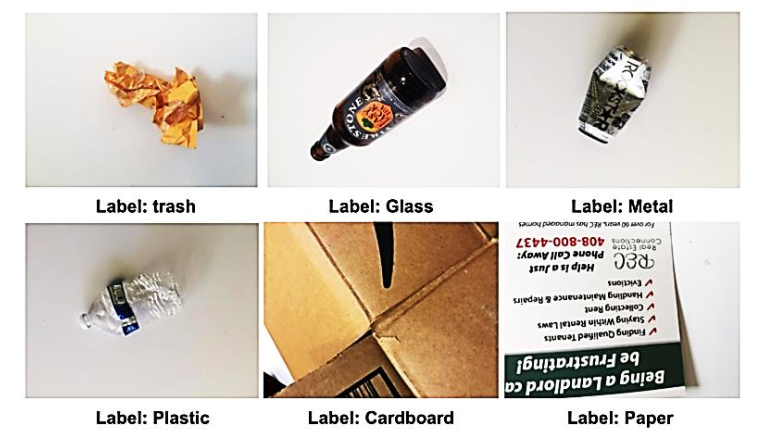 Label: trash
Label: Glass
Label: Metal
Being a Landlord ca
be Frustrating!
Finding Qualified Tenants
Staying Within Rental Laws
Collecting Rent
Handling Maintenance & Repairs
Evictions
Help is a Just
Phone Call Away:
408-800-4437
REC
Real Estate
Connections
For over 60 years, REC has managed homes
Label: Plastic
Label: Cardboard
Label: Paper